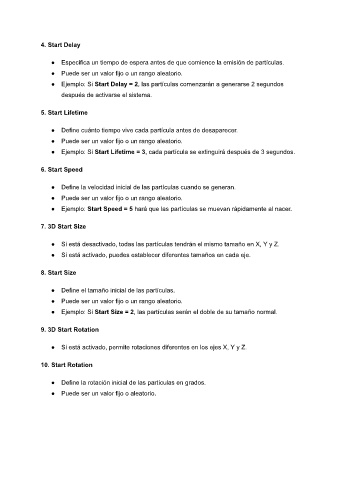 4. Start Delay
● Especifica un tiempo de espera antes de que comience la emisión de partículas.
● Puede ser un valor fijo o un rango aleatorio.
● Ejemplo: Si Start Delay = 2, las partículas comenzarán a generarse 2 segundos
después de activarse el sistema.
5. Start Lifetime
● Define cuánto tiempo vive cada partícula antes de desaparecer.
● Puede ser un valor fijo o un rango aleatorio.
● Ejemplo: Si Start Lifetime = 3, cada partícula se extinguirá después de 3 segundos.
6. Start Speed
● Define la velocidad inicial de las partículas cuando se generan.
● Puede ser un valor fijo o un rango aleatorio.
● Ejemplo: Start Speed = 5 hará que las partículas se muevan rápidamente al nacer.
7. 3D Start Size
● Si está desactivado, todas las partículas tendrán el mismo tamaño en X, Y y Z.
● Si está activado, puedes establecer diferentes tamaños en cada eje.
8. Start Size
● Define el tamaño inicial de las partículas.
● Puede ser un valor fijo o un rango aleatorio.
● Ejemplo: Si Start Size = 2, las partículas serán el doble de su tamaño normal.
9. 3D Start Rotation
● Si está activado, permite rotaciones diferentes en los ejes X, Y y Z.
10. Start Rotation
● Define la rotación inicial de las partículas en grados.
● Puede ser un valor fijo o aleatorio.